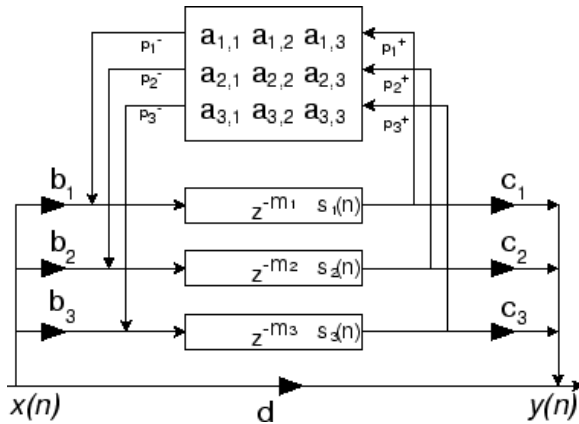 p₁⁻ a₁,₁ a₁,₂ a₁,₃ p₁⁺
p₂⁻ a₂,₁ a₂,₂ a₂,₃ p₂⁺
p₃⁻ a₃,₁ a₃,₂ a₃,₃ p₃⁺
b₁ z⁻ᵐ¹ s₁(n) c₁
b₂ z⁻ᵐ² s₂(n) c₂
b₃ z⁻ᵐ³ s₃(n) c₃
x(n) d y(n)